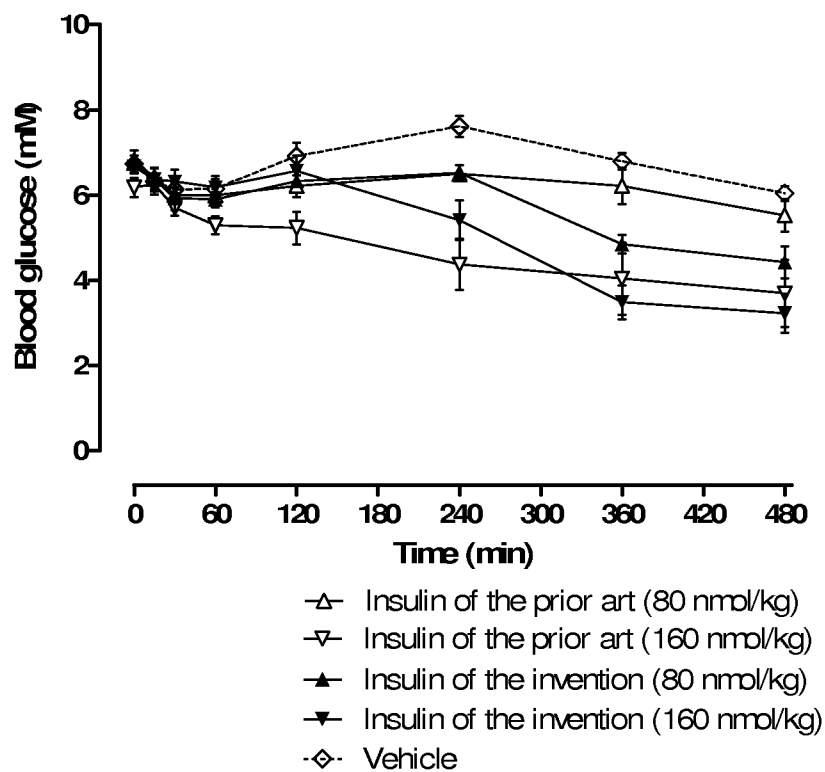 10
8
6
4
2
0
Blood glucose (mM)
0 60 120 180 240 300 360 420 480
Time (min)
Insulin of the prior art (80 nmol/kg)
Insulin of the prior art (160 nmol/kg)
Insulin of the invention (80 nmol/kg)
Insulin of the invention (160 nmol/kg)
Vehicle